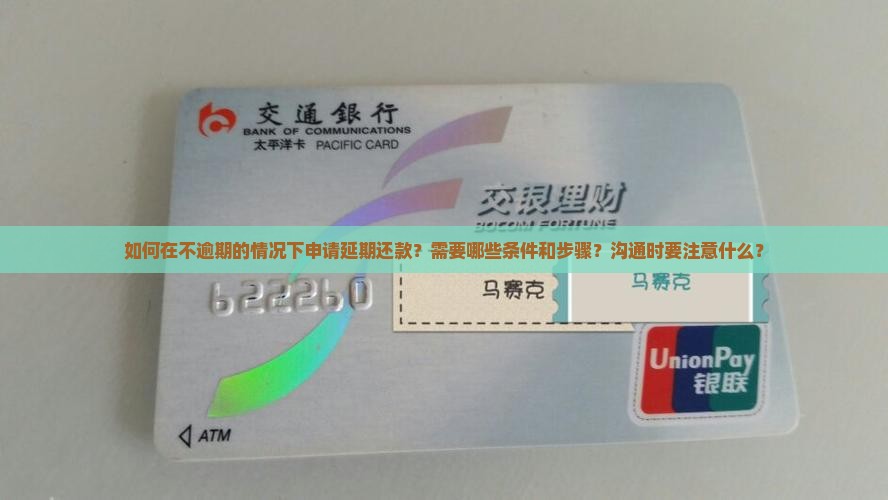 交通銀行
BANK OF COMMUNICATIONS
太平洋卡 PACIFIC CARD
交银理财
BOCOM FORTUNE
如何在不逾期的情况下申请延期还款？需要哪些条件和步骤？沟通时要注意什么？
622260
马赛克
马赛克
UnionPay
银联
ATM